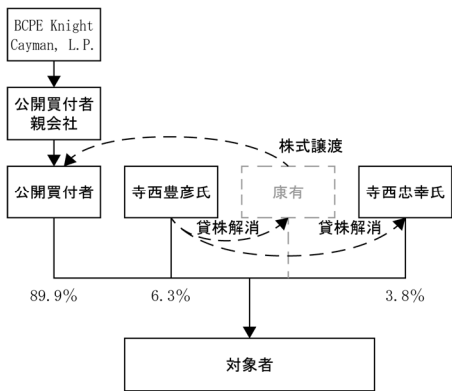 BCPE Knight
Cayman, L.P.
公開買付者
親会社
株式譲渡
公開買付者
寺西豊彦氏
康有
寺西忠幸氏
貸株解消
貸株解消
89.9%
6.3%
3.8%
対象者